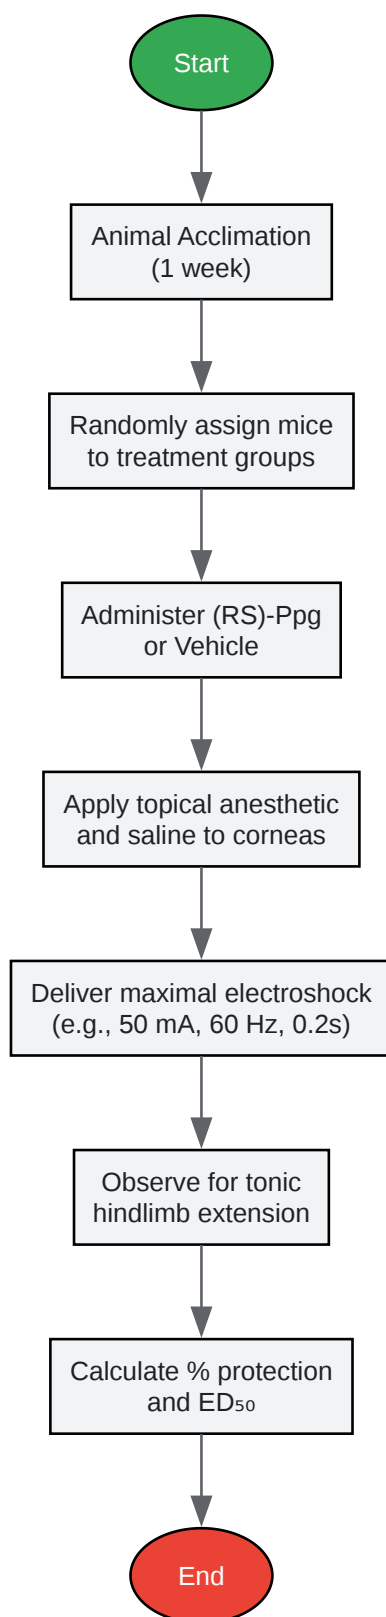 Start
Animal Acclimation
(1 week)
Randomly assign mice
to treatment groups
Administer (RS)-Ppg
or Vehicle
Apply topical anesthetic
and saline to corneas
Deliver maximal electroshock
(e.g., 50 mA, 60 Hz, 0.2s)
Observe for tonic
hindlimb extension
Calculate % protection
and ED₅₀
End